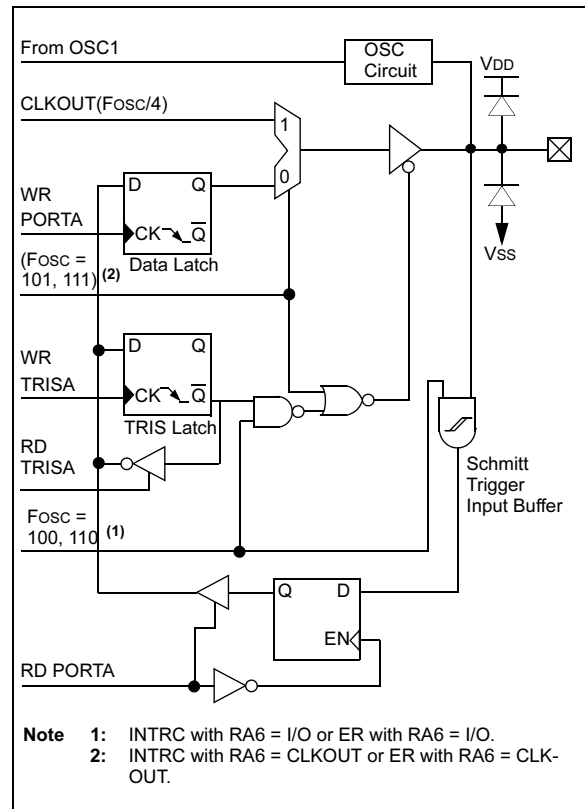 From OSC1
OSC
Circuit
VDD
CLKOUT(FOSC/4)
1
0
WR
PORTA
D
Q
CK
Q
Data Latch
VSS
(FOSC =
101, 111) (2)
WR
TRISA
D
Q
CK
Q
TRIS Latch
RD
TRISA
Schmitt
Trigger
Input Buffer
FOSC =
100, 110 (1)
Q
D
EN
RD PORTA
Note 1: INTRC with RA6 = I/O or ER with RA6 = I/O.
2: INTRC with RA6 = CLKOUT or ER with RA6 = CLK-
OUT.